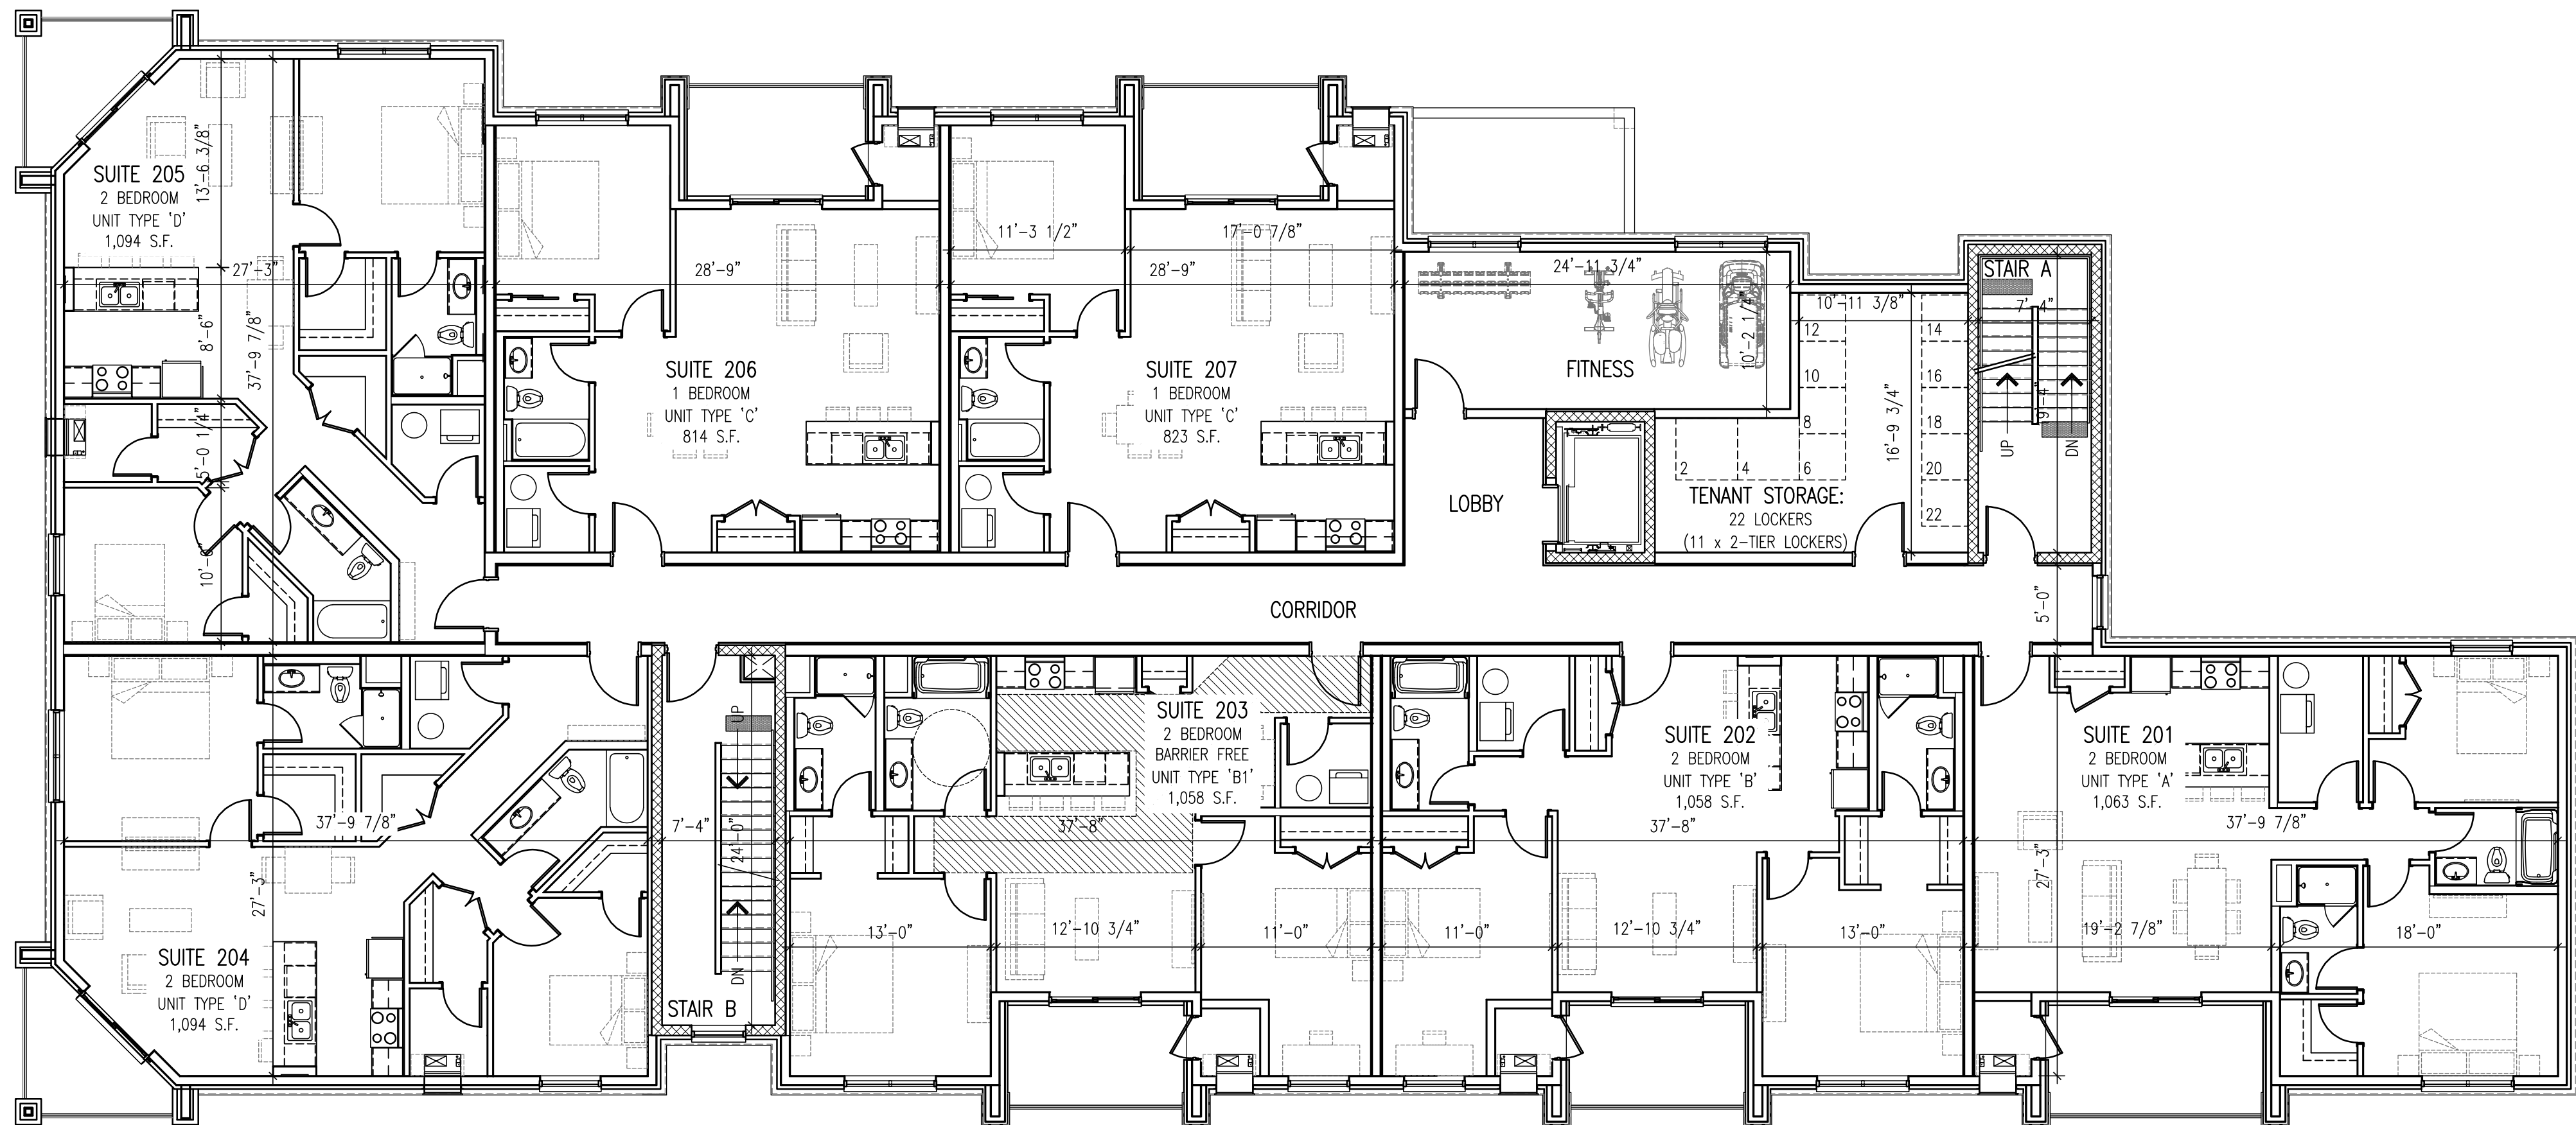 SUITE 205
2 BEDROOM
UNIT TYPE 'D'
1,094 S.F.
13'-6 3/8"
27'-3"
8'-6"
37'-9 7/8"
5'-0 1/4"
28'-9"
SUITE 206
1 BEDROOM
UNIT TYPE 'C'
814 S.F.
11'-3 1/2"
17'-0 7/8"
28'-9"
SUITE 207
1 BEDROOM
UNIT TYPE 'C'
823 S.F.
24'-11 3/4"
10'-2 1/4"
FITNESS
LOBBY
10'-11 3/8"
12
10
8
2
4
6
14
16
18
20
22
16'-9 3/4"
TENANT STORAGE:
22 LOCKERS
(11 x 2-TIER LOCKERS)
STAIR A
7'-4"
UP
DN
CORRIDOR
5'-0"
37'-9 7/8"
27'-3"
SUITE 204
2 BEDROOM
UNIT TYPE 'D'
1,094 S.F.
7'-4"
UP
24'-0"
DN
STAIR B
SUITE 203
2 BEDROOM
BARRIER FREE
UNIT TYPE 'B1'
1,058 S.F.
37'-8"
13'-0"
12'-10 3/4"
11'-0"
SUITE 202
2 BEDROOM
UNIT TYPE 'B'
1,058 S.F.
37'-8"
11'-0"
12'-10 3/4"
13'-0"
SUITE 201
2 BEDROOM
UNIT TYPE 'A'
1,063 S.F.
37'-9 7/8"
27'-3"
19'-2 7/8"
18'-0"